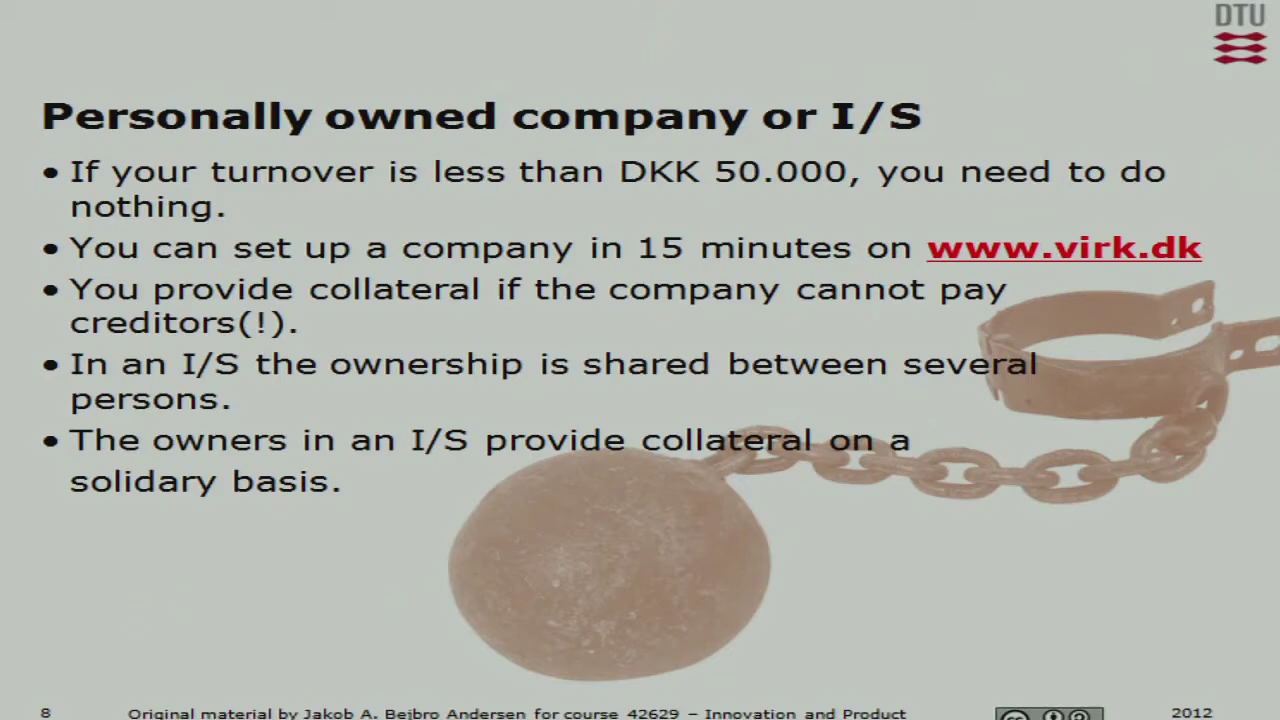 DTU
Personally owned company or I/S
• If your turnover is less than DKK 50.000, you need to do
nothing.
• You can set up a company in 15 minutes on www.virk.dk
• You provide collateral if the company cannot pay
creditors(!).
• In an I/S the ownership is shared between several
persons.
• The owners in an I/S provide collateral on a
solidary basis.
8 Original material by Jakob A. Bejbro Andersen for course 42629 – Innovation and Product 2012